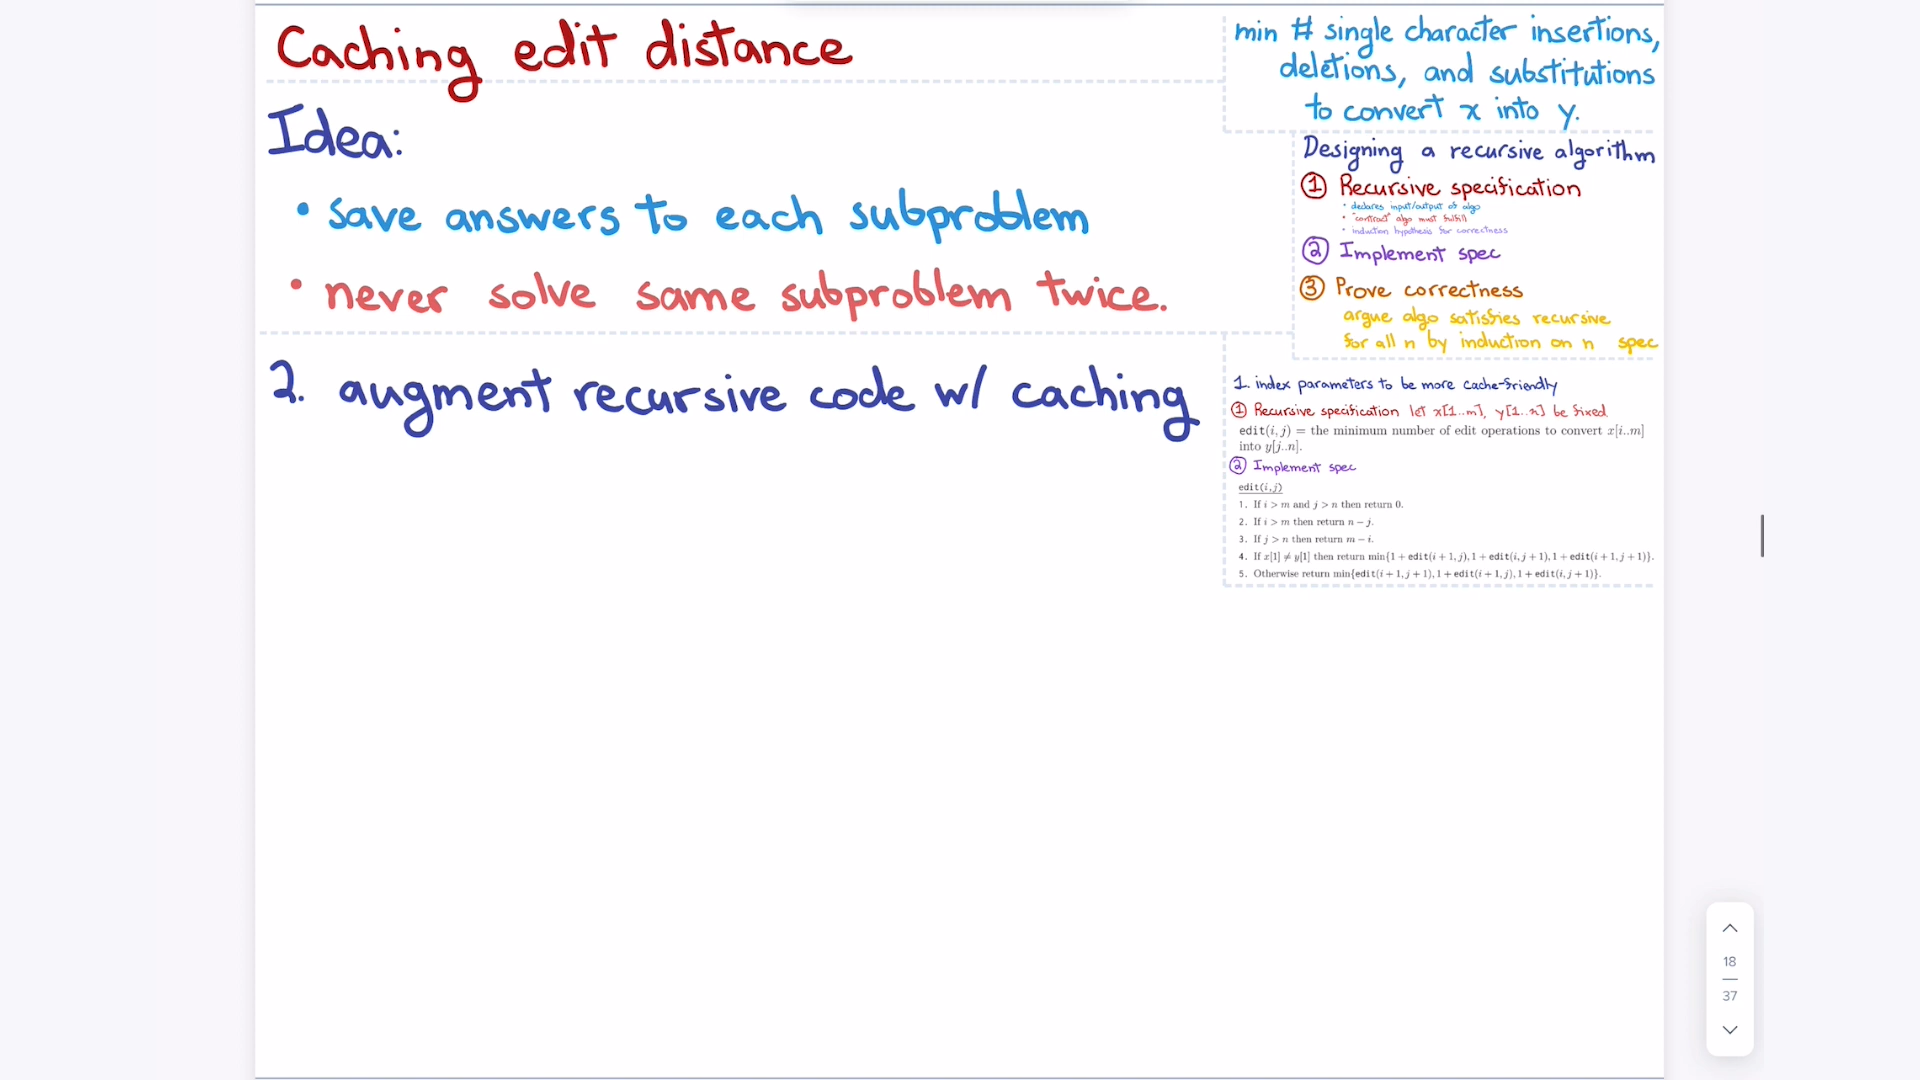 Caching edit distance
Idea:
• save answers to each subproblem
• never solve same subproblem twice.
2. augment recursive code w/ caching
min # single character insertions,
deletions, and substitutions
to convert x into y.
Designing a recursive algorithm
① Recursive specification
• declares input/output of algo
• "contract" algo must fulfill
• induction hypothesis for correctness
② Implement spec
③ Prove correctness
argue algo satisfies recursive
for all n by induction on n spec
1. index parameters to be more cache-friendly
① Recursive specification let x[1..m], y[1..n] be fixed
edit(i, j) = the minimum number of edit operations to convert x[i..m]
into y[j..n].
② Implement spec
edit(i,j)
1. If i > m and j > n then return 0.
2. If i > m then return n − j.
3. If j > n then return m − i.
4. If x[1] ≠ y[1] then return min{1 + edit(i + 1, j), 1 + edit(i, j + 1), 1 + edit(i + 1, j + 1)}.
5. Otherwise return min{edit(i + 1, j + 1), 1 + edit(i + 1, j), 1 + edit(i, j + 1)}.
18
37